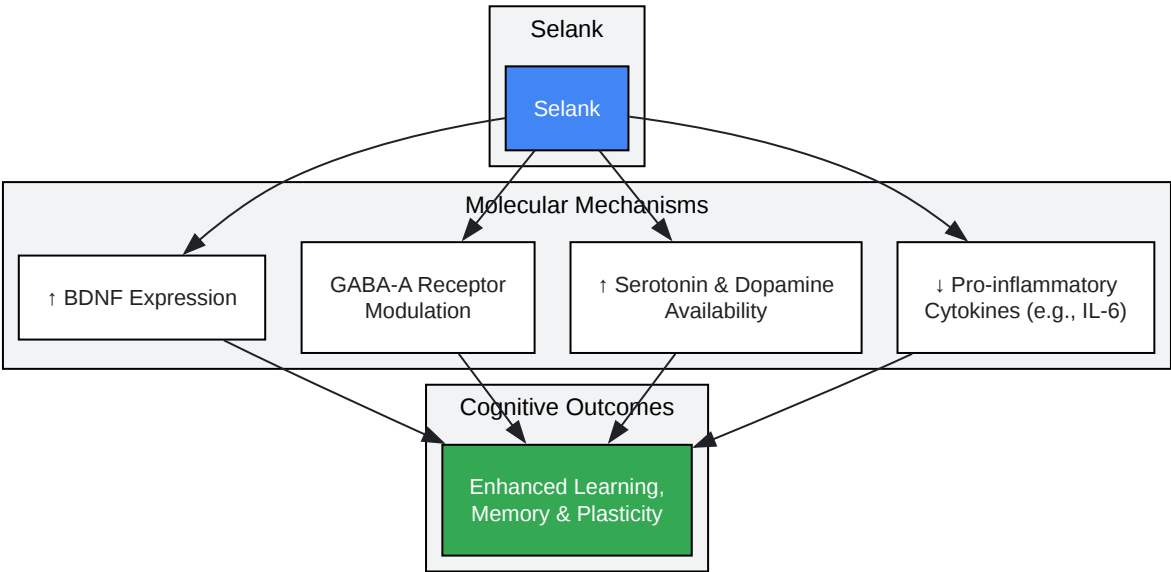 Selank
Selank
Molecular Mechanisms
↑ BDNF Expression
GABA-A Receptor
Modulation
↑ Serotonin & Dopamine
Availability
↓ Pro-inflammatory
Cytokines (e.g., IL-6)
Cognitive Outcomes
Enhanced Learning,
Memory & Plasticity